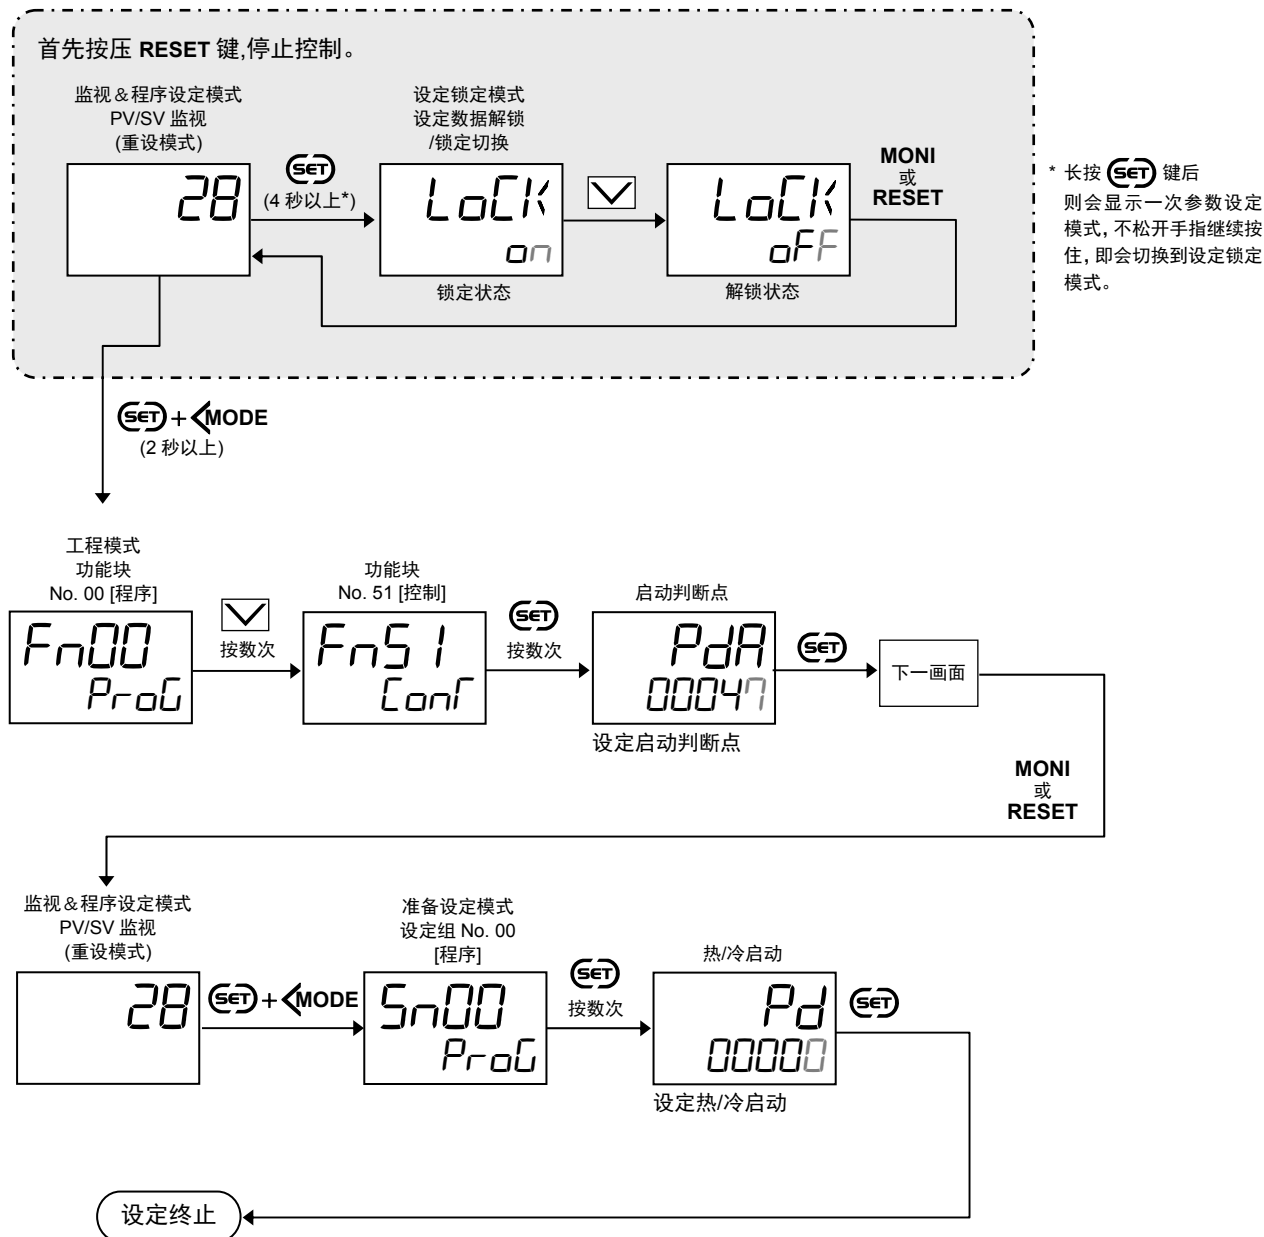 首先按压 RESET 键,停止控制。
监视&程序设定模式
PV/SV 监视
(重设模式)
28
SET
(4 秒以上*)
设定锁定模式
设定数据解锁
/锁定切换
LoCK
on
锁定状态
LoCK
oFF
解锁状态
MONI
或
RESET
* 长按 SET 键后
则会显示一次参数设定
模式，不松开手指继续按
住，即会切换到设定锁定
模式。
SET + MODE
(2 秒以上)
工程模式
功能块
No. 00 [程序]
Fn00
ProG
按数次
功能块
No. 51 [控制]
Fn51
ConT
SET
按数次
启动判断点
PdA
00047
设定启动判断点
SET
下一画面
MONI
或
RESET
监视&程序设定模式
PV/SV 监视
(重设模式)
28
SET + MODE
准备设定模式
设定组 No. 00
[程序]
Sn00
ProG
SET
按数次
热/冷启动
Pd
00000
设定热/冷启动
SET
设定终止